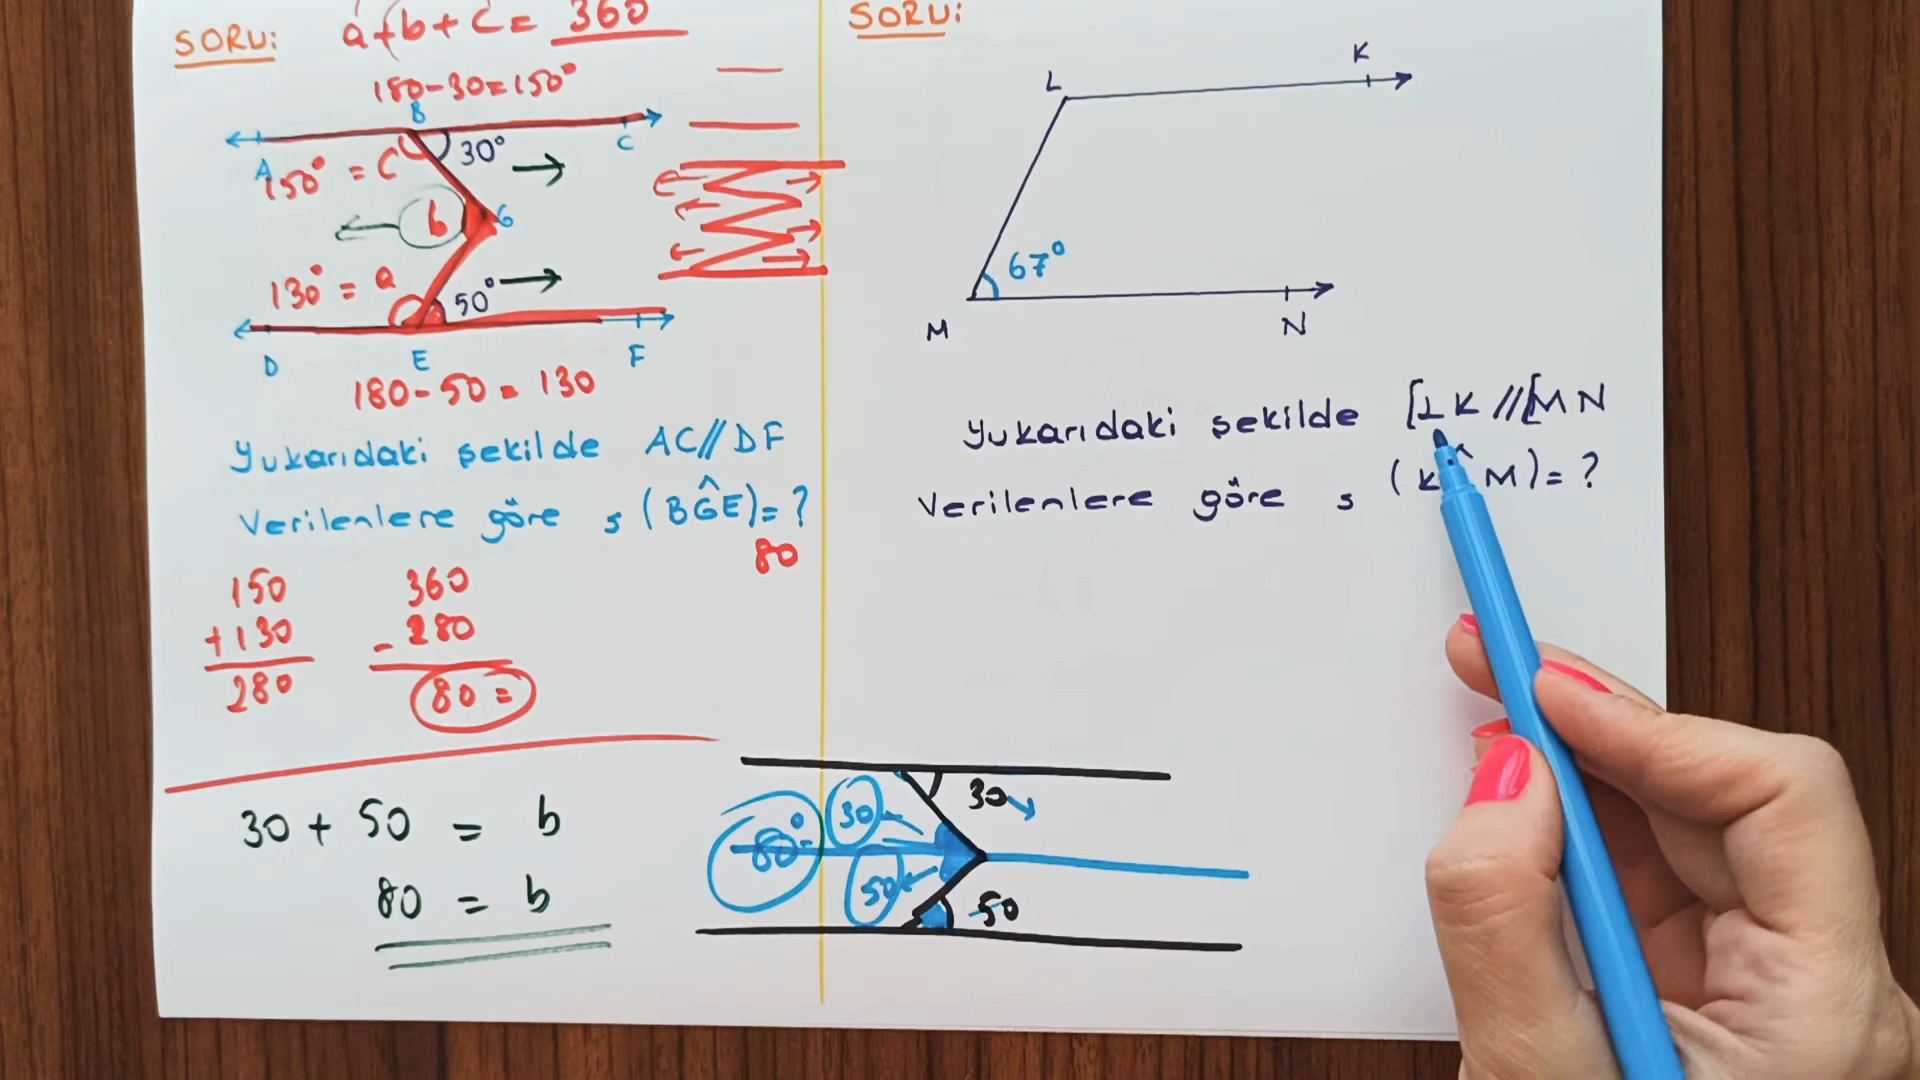 SORU:
a+b+c = 360
180-30=150°
B
A
C
30°
150° = C
b
G
130° = a
50°
D
E
F
180-50=130
Yukarıdaki şekilde AC//DF
Verilenlere göre s(BĜE)=?
80
150
+130
280
360
-280
80 =
30 + 50 = b
80 = b
SORU:
L
K
67°
M
N
Yukarıdaki şekilde [LK//[MN
Verilenlere göre s (K M)=?
30
30
80°
50
50